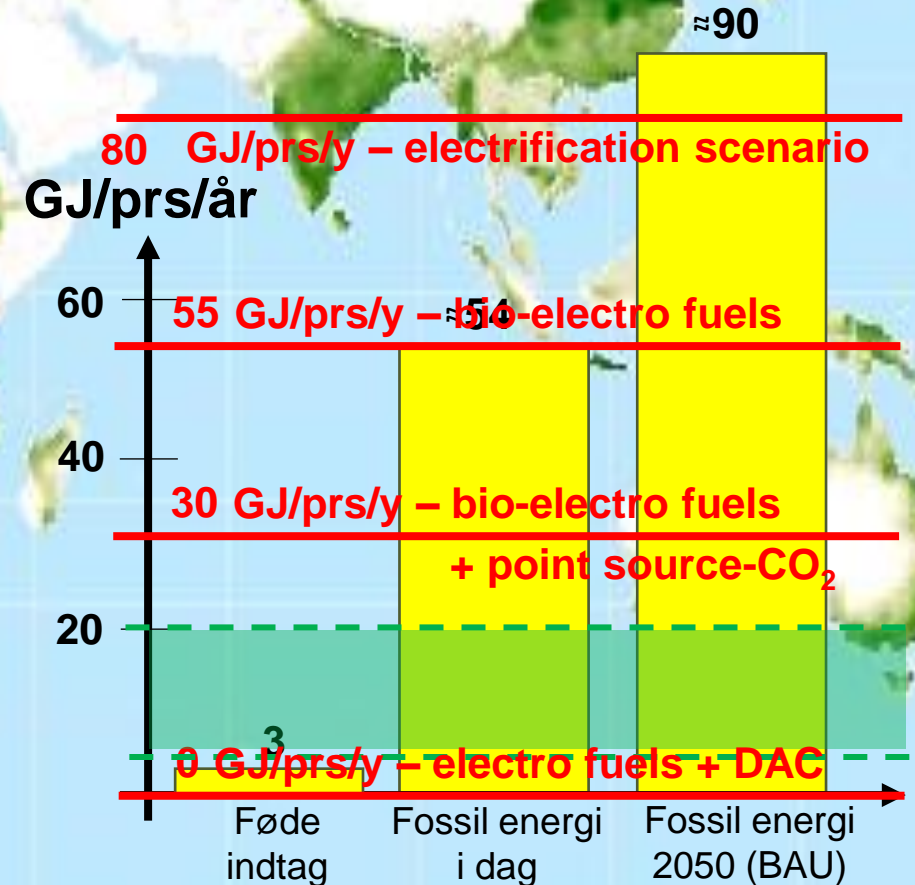 ≈90
80 GJ/prs/y – electrification scenario
GJ/prs/år
60
55 GJ/prs/y – bio-electro fuels
≈54
40
30 GJ/prs/y – bio-electro fuels
+ point source-CO₂
20
3
0 GJ/prs/y – electro fuels + DAC
Føde
indtag
Fossil energi
i dag
Fossil energi
2050 (BAU)